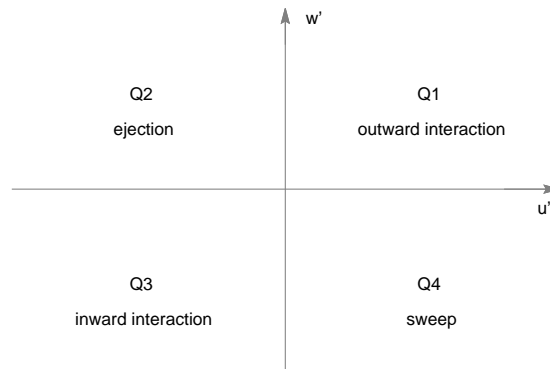 w’
Q2
ejection
Q1
outward interaction
u’
Q3
inward interaction
Q4
sweep